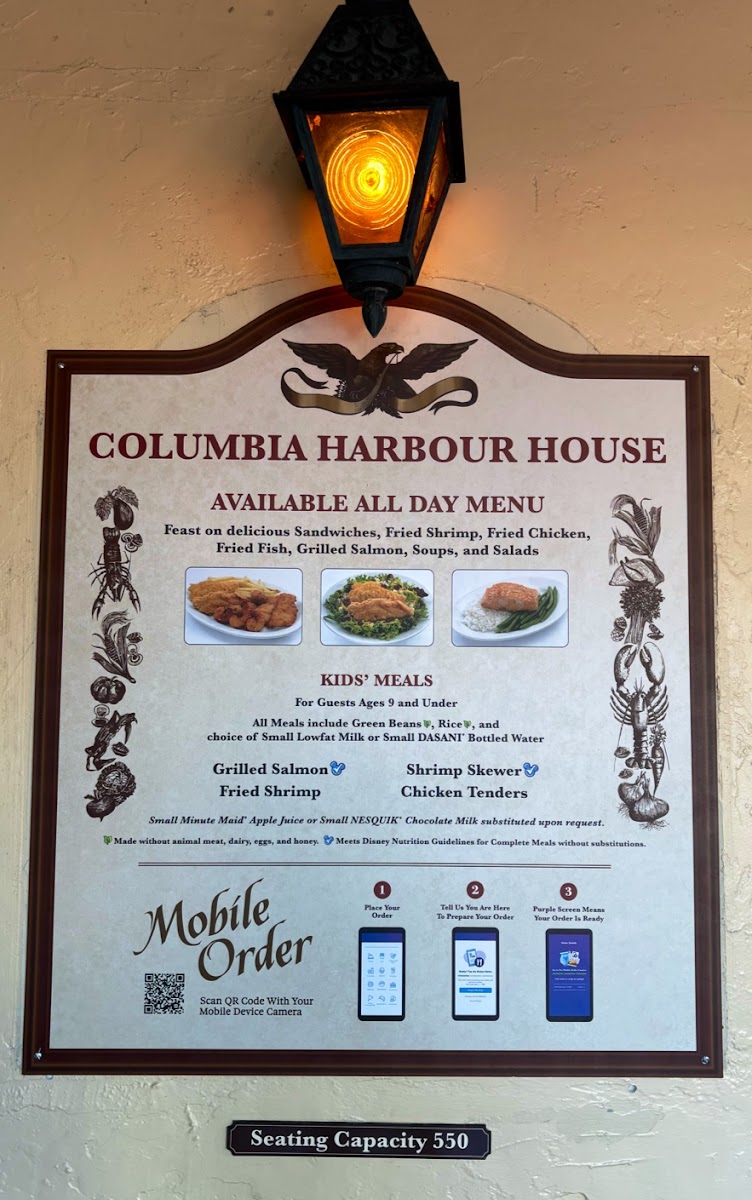 COLUMBIA HARBOUR HOUSE
AVAILABLE ALL DAY MENU
Feast on delicious Sandwiches, Fried Shrimp, Fried Chicken,
Fried Fish, Grilled Salmon, Soups, and Salads
KIDS' MEALS
For Guests Ages 9 and Under
All Meals include Green Beans, Rice, and
choice of Small Lowfat Milk or Small DASANI® Bottled Water
Grilled Salmon
Shrimp Skewer
Fried Shrimp
Chicken Tenders
Small Minute Maid® Apple Juice or Small NESQUIK® Chocolate Milk substituted upon request.
Made without animal meat, dairy, eggs, and honey. Meets Disney Nutrition Guidelines for Complete Meals without substitutions.
Mobile
Order
Scan QR Code With Your
Mobile Device Camera
1
Place Your
Order
2
Tell Us You Are Here
To Prepare Your Order
3
Purple Screen Means
Your Order Is Ready
Seating Capacity 550